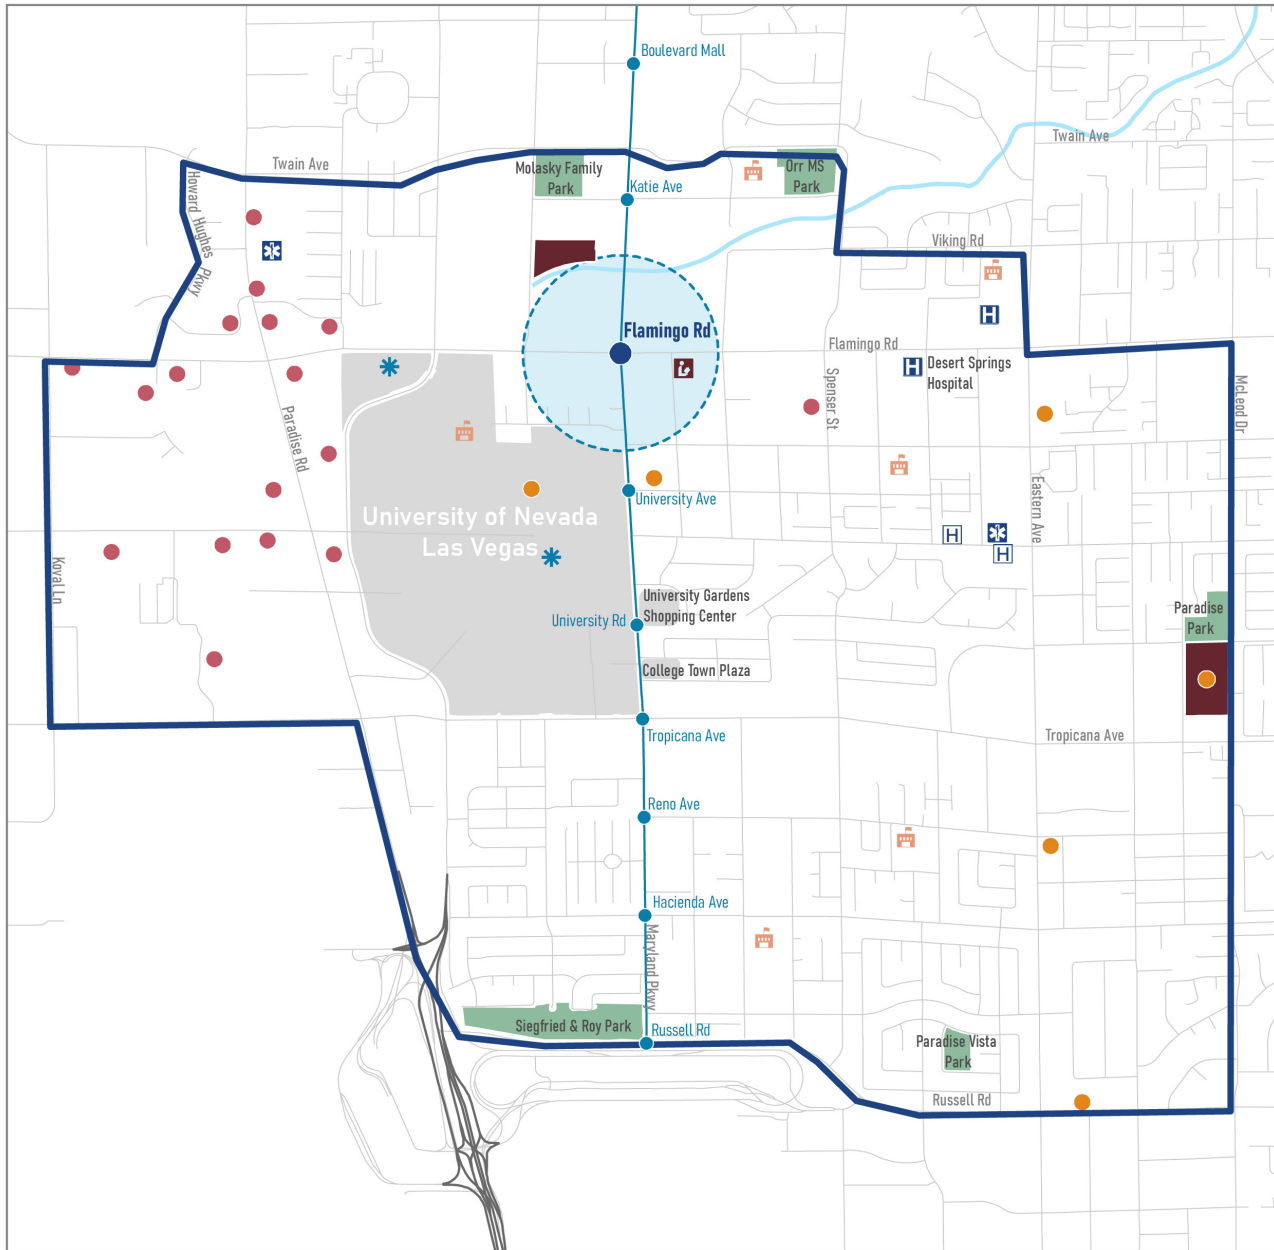 Boulevard Mall
Twain Ave
Twain Ave
Molasky Family
Park
Orr MS
Park
Katie Ave
Howard Hughes Pkwy
Viking Rd
Flamingo Rd
Flamingo Rd
Desert Springs
Hospital
Spenser St
McLeod Dr
Paradise Rd
University Ave
Eastern Ave
University of Nevada
Las Vegas
Koval Ln
University Gardens
Shopping Center
University Rd
Paradise
Park
College Town Plaza
Tropicana Ave
Tropicana Ave
Reno Ave
Hacienda Ave
Maryland Pkwy
Siegfried & Roy Park
Russell Rd
Paradise Vista
Park
Russell Rd
H
H
H
H